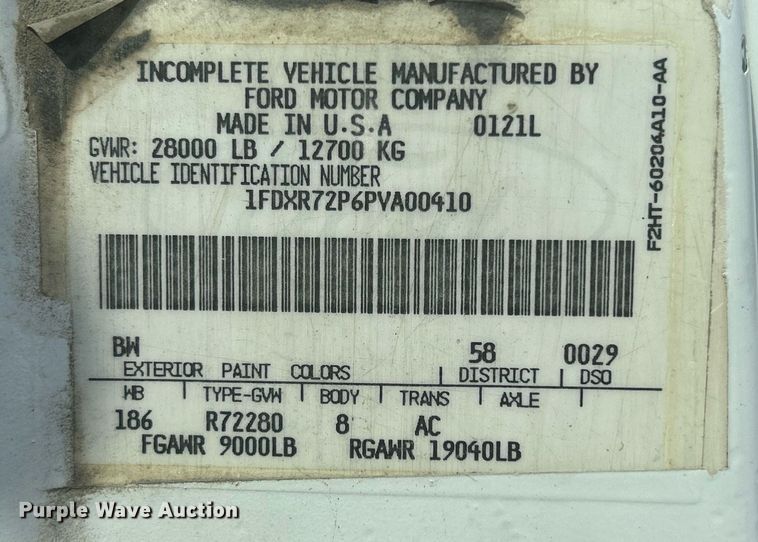 INCOMPLETE VEHICLE MANUFACTURED BY
FORD MOTOR COMPANY
MADE IN U.S.A 0121L
GVWR: 28000 LB / 12700 KG
VEHICLE IDENTIFICATION NUMBER
1FDXR72P6PVA00410
F2HT-60204A10-AA
BW 58 0029
EXTERIOR PAINT COLORS DISTRICT DSO
WB TYPE-GVW BODY TRANS AXLE
186 R72280 8 AC
FGAWR 9000LB RGAWR 19040LB
Purple Wave Auction